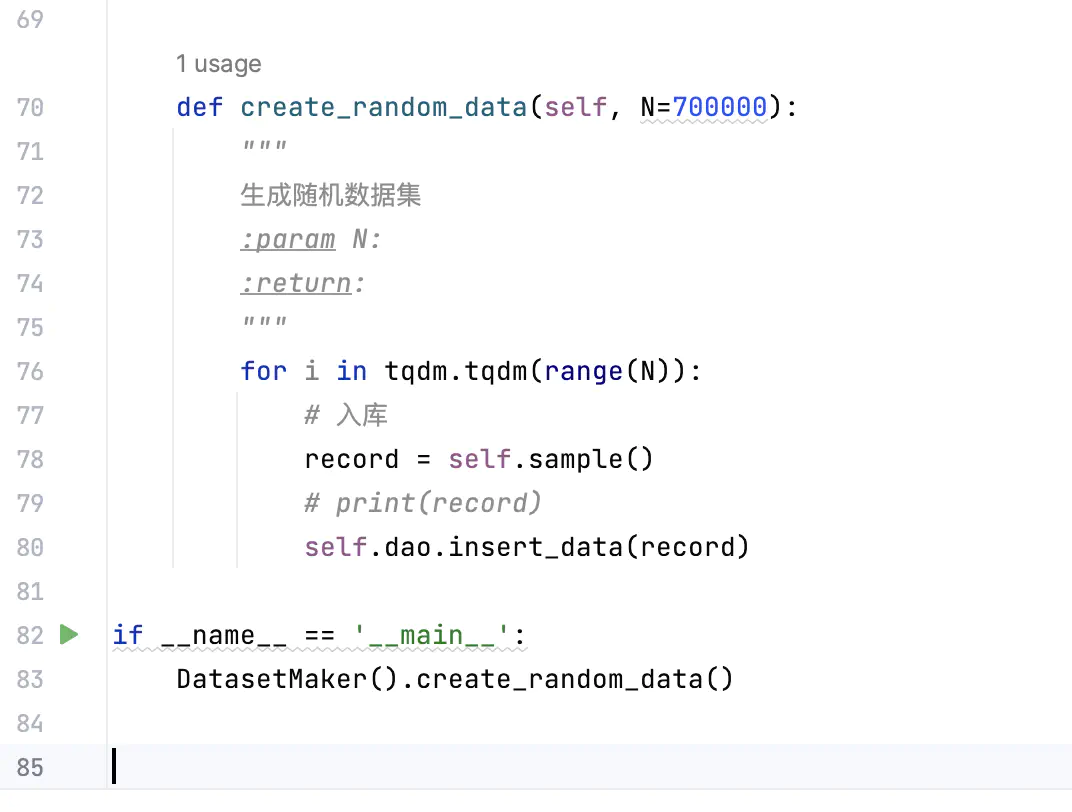 69
1 usage
70 def create_random_data(self, N=700000):
71 """
72 生成随机数据集
73 :param N:
74 :return:
75 """
76 for i in tqdm.tqdm(range(N)):
77 # 入库
78 record = self.sample()
79 # print(record)
80 self.dao.insert_data(record)
81
82 if __name__ == '__main__':
83 DatasetMaker().create_random_data()
84
85